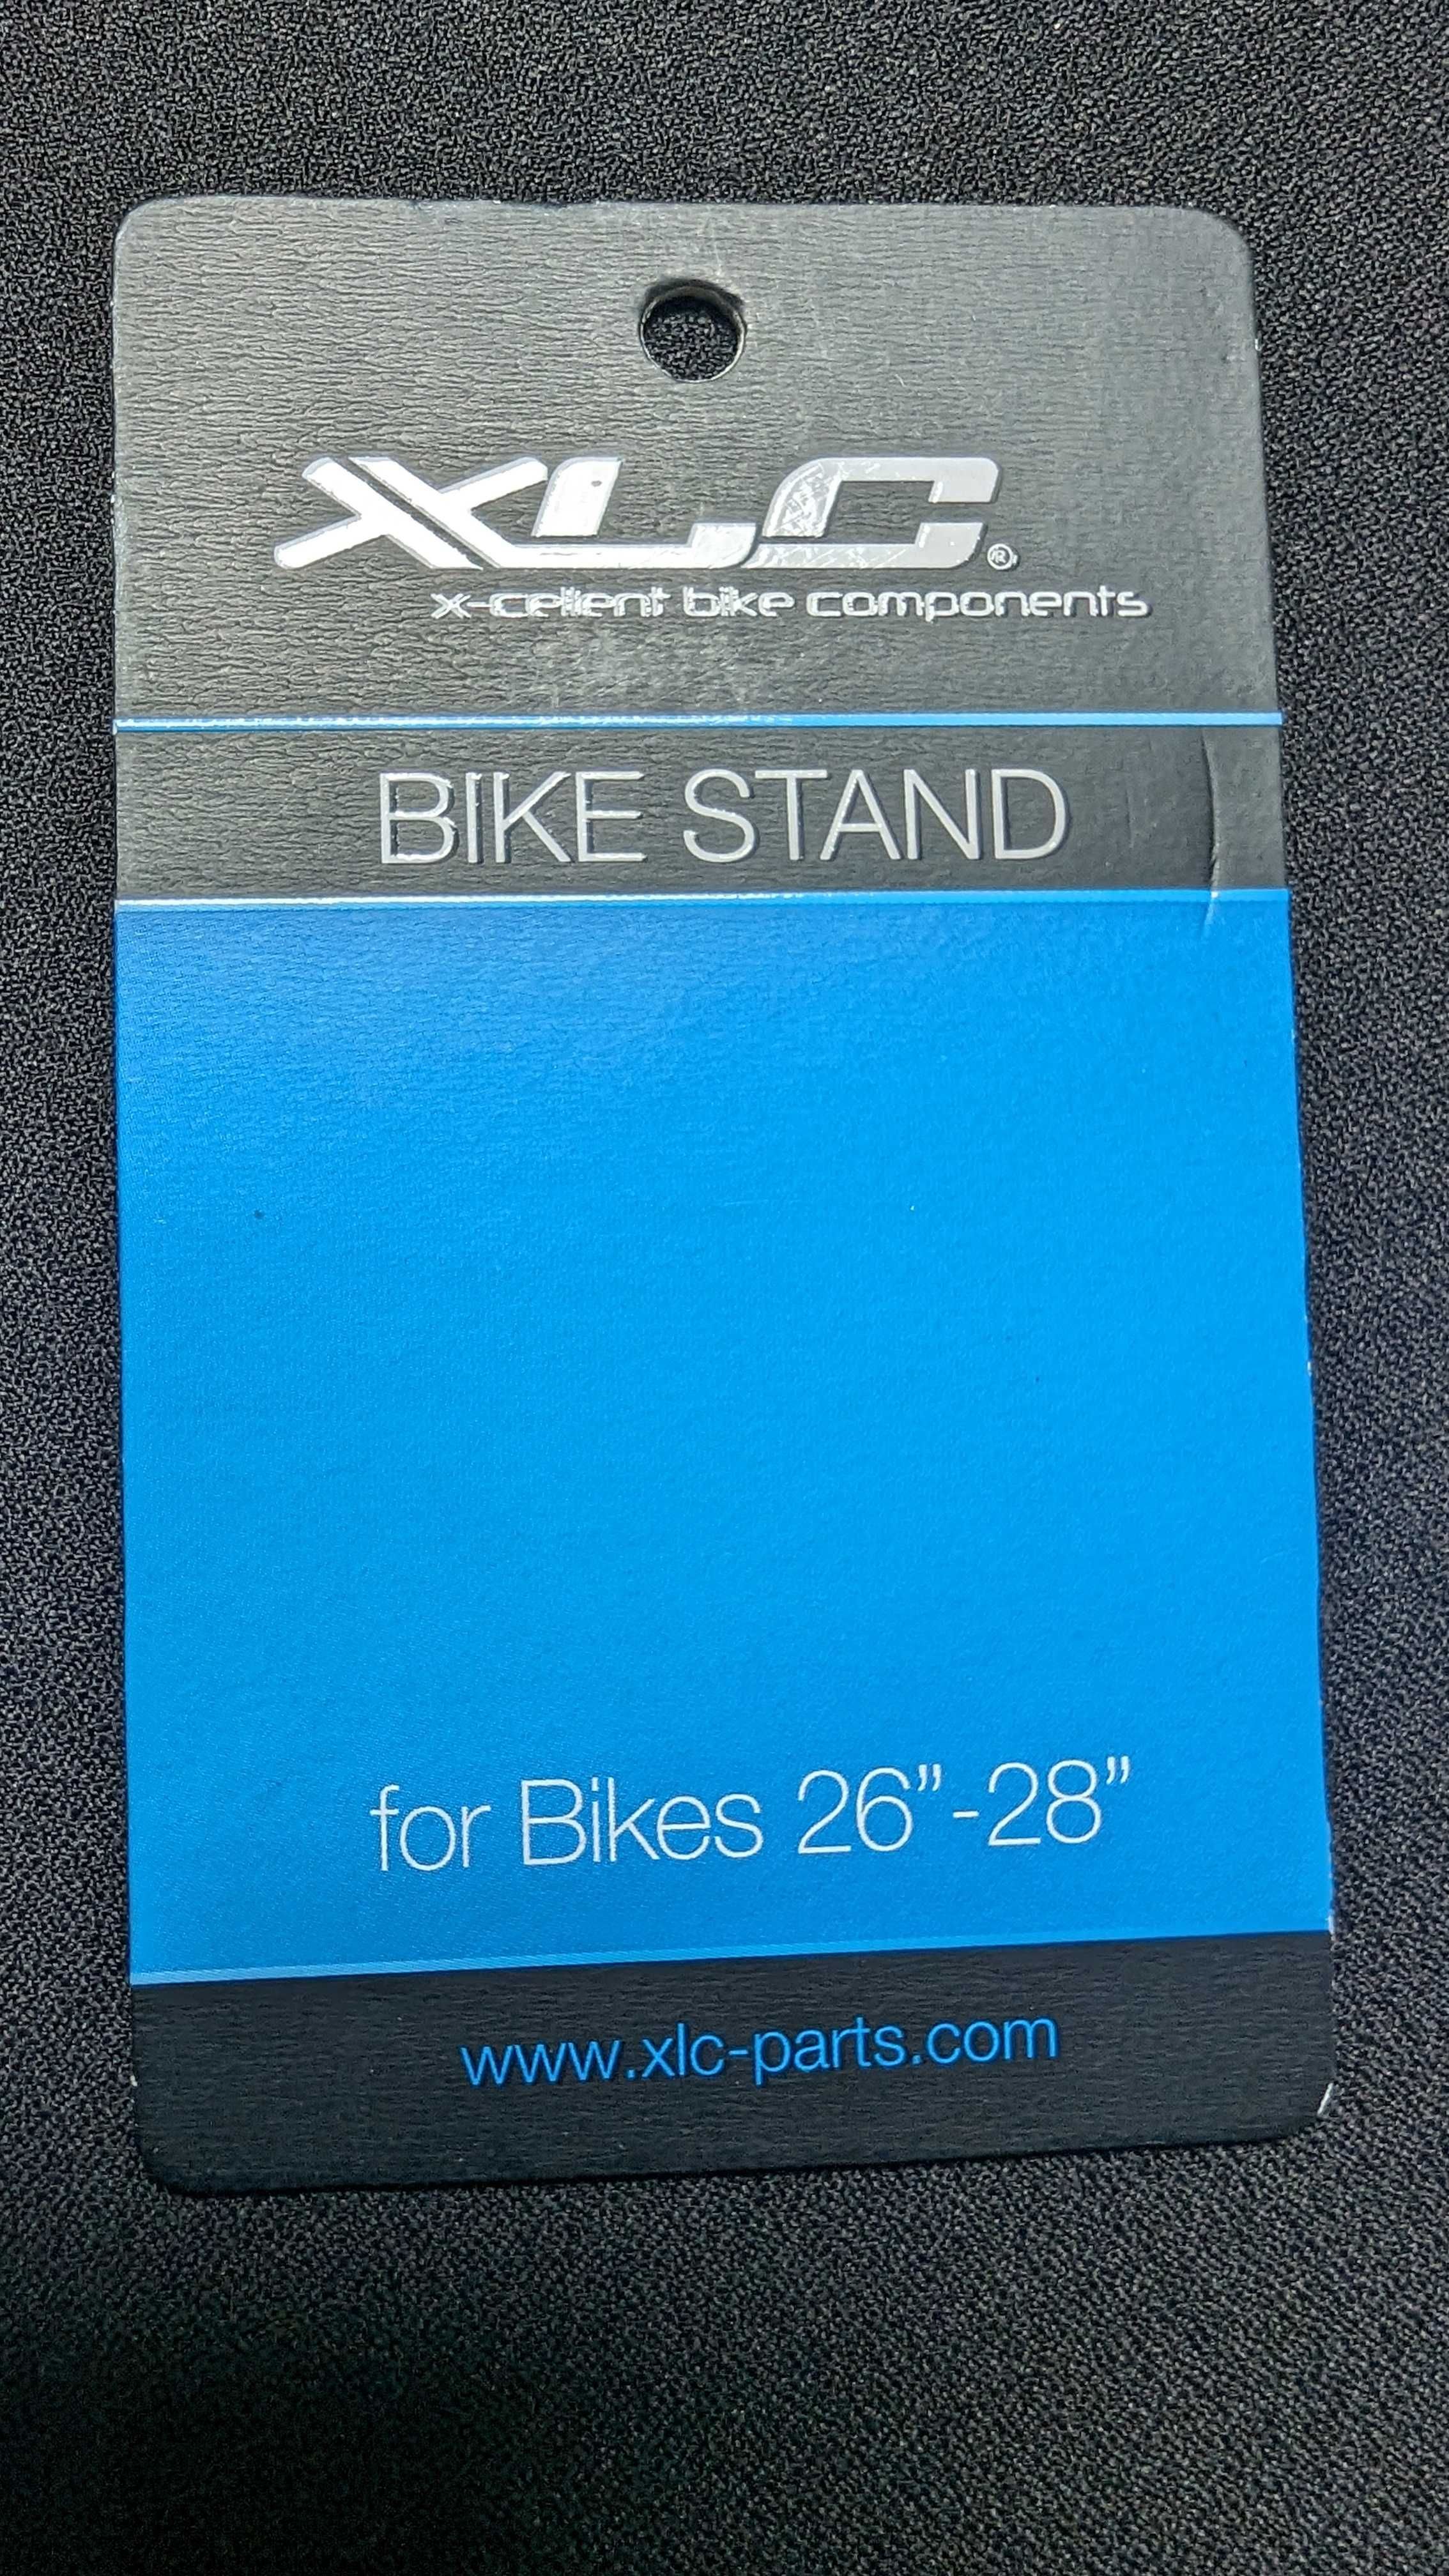 XLC®
x-cellent bike components
BIKE STAND
for Bikes 26”-28”
www.xlc-parts.com